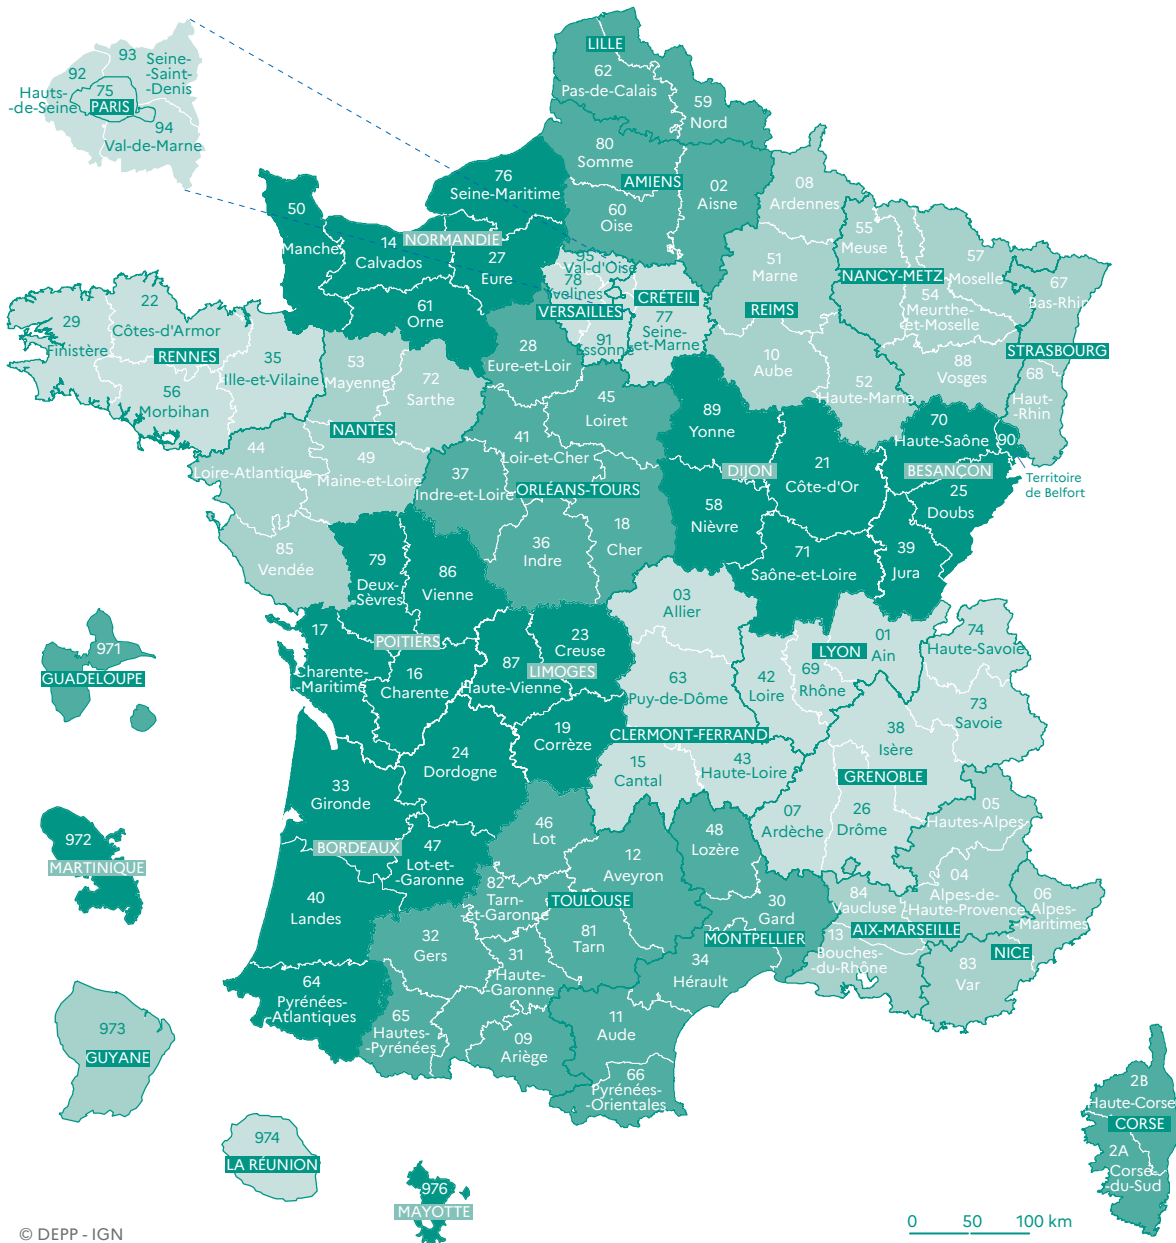 93
Seine-
-Saint-
-Denis
92
Hauts-
-de-Seine
75
PARIS
94
Val-de-Marne
LILLE
62
Pas-de-Calais
59
Nord
80
Somme
AMIENS
02
Aisne
60
Oise
76
Seine-Maritime
50
Manche
14
Calvados
NORMANDIE
27
Eure
61
Orne
95
Val-d'Oise
78
Yvelines
VERSAILLES
CRÉTEIL
77
Seine-
-et-Marne
91
Essonne
08
Ardennes
51
Marne
REIMS
10
Aube
52
Haute-Marne
55
Meuse
NANCY-METZ
57
Moselle
54
Meurthe-
-et-Moselle
88
Vosges
67
Bas-Rhin
STRASBOURG
68
Haut-
-Rhin
29
Finistère
22
Côtes-d'Armor
RENNES
35
Ille-et-Vilaine
56
Morbihan
53
Mayenne
72
Sarthe
NANTES
44
Loire-Atlantique
49
Maine-et-Loire
85
Vendée
28
Eure-et-Loir
45
Loiret
41
Loir-et-Cher
37
Indre-et-Loire
ORLÉANS-TOURS
36
Indre
18
Cher
89
Yonne
DIJON
21
Côte-d'Or
58
Nièvre
71
Saône-et-Loire
70
Haute-Saône
90
Territoire
de Belfort
BESANÇON
25
Doubs
39
Jura
79
Deux-
-Sèvres
86
Vienne
17
Charente-
-Maritime
POITIERS
16
Charente
87
Haute-Vienne
23
Creuse
LIMOGES
19
Corrèze
03
Allier
63
Puy-de-Dôme
CLERMONT-FERRAND
15
Cantal
43
Haute-Loire
42
Loire
LYON
69
Rhône
01
Ain
74
Haute-Savoie
73
Savoie
38
Isère
GRENOBLE
07
Ardèche
26
Drôme
24
Dordogne
33
Gironde
BORDEAUX
47
Lot-et-
-Garonne
40
Landes
64
Pyrénées-
-Atlantiques
46
Lot
12
Aveyron
82
Tarn-
-et-Garonne
TOULOUSE
81
Tarn
32
Gers
31
Haute-
-Garonne
65
Hautes-
-Pyrénées
09
Ariège
48
Lozère
30
Gard
MONTPELLIER
34
Hérault
11
Aude
66
Pyrénées-
-Orientales
05
Hautes-Alpes
04
Alpes-de-
-Haute-Provence
84
Vaucluse
AIX-MARSEILLE
13
Bouches-
-du-Rhône
06
Alpes-
-Maritimes
NICE
83
Var
2B
Haute-Corse
CORSE
2A
Corse-
-du-Sud
971
GUADELOUPE
972
MARTINIQUE
973
GUYANE
974
LA RÉUNION
976
MAYOTTE
0 50 100 km
© DEPP - IGN